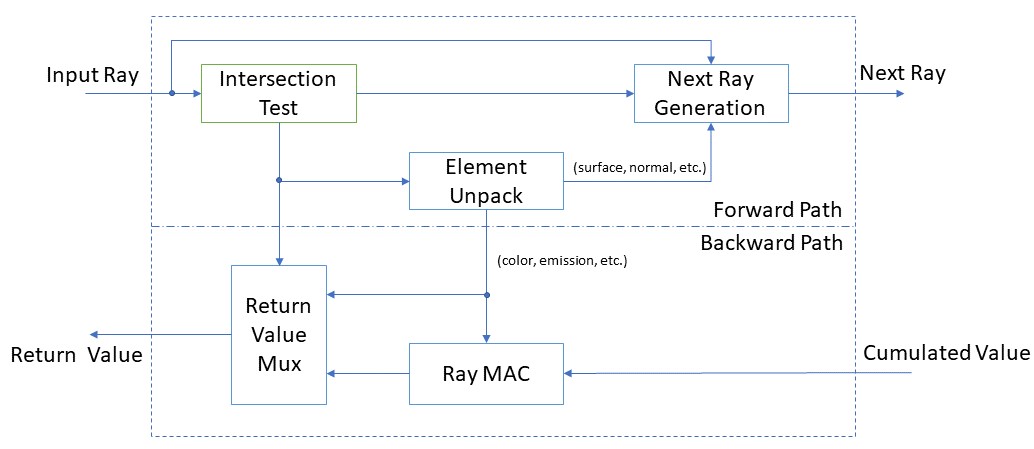 Input Ray
Intersection
Test
Next Ray
Generation
Next Ray
Element
Unpack
(surface, normal, etc.)
Forward Path
Backward Path
(color, emission, etc.)
Return
Value
Mux
Return Value
Ray MAC
Cumulated Value